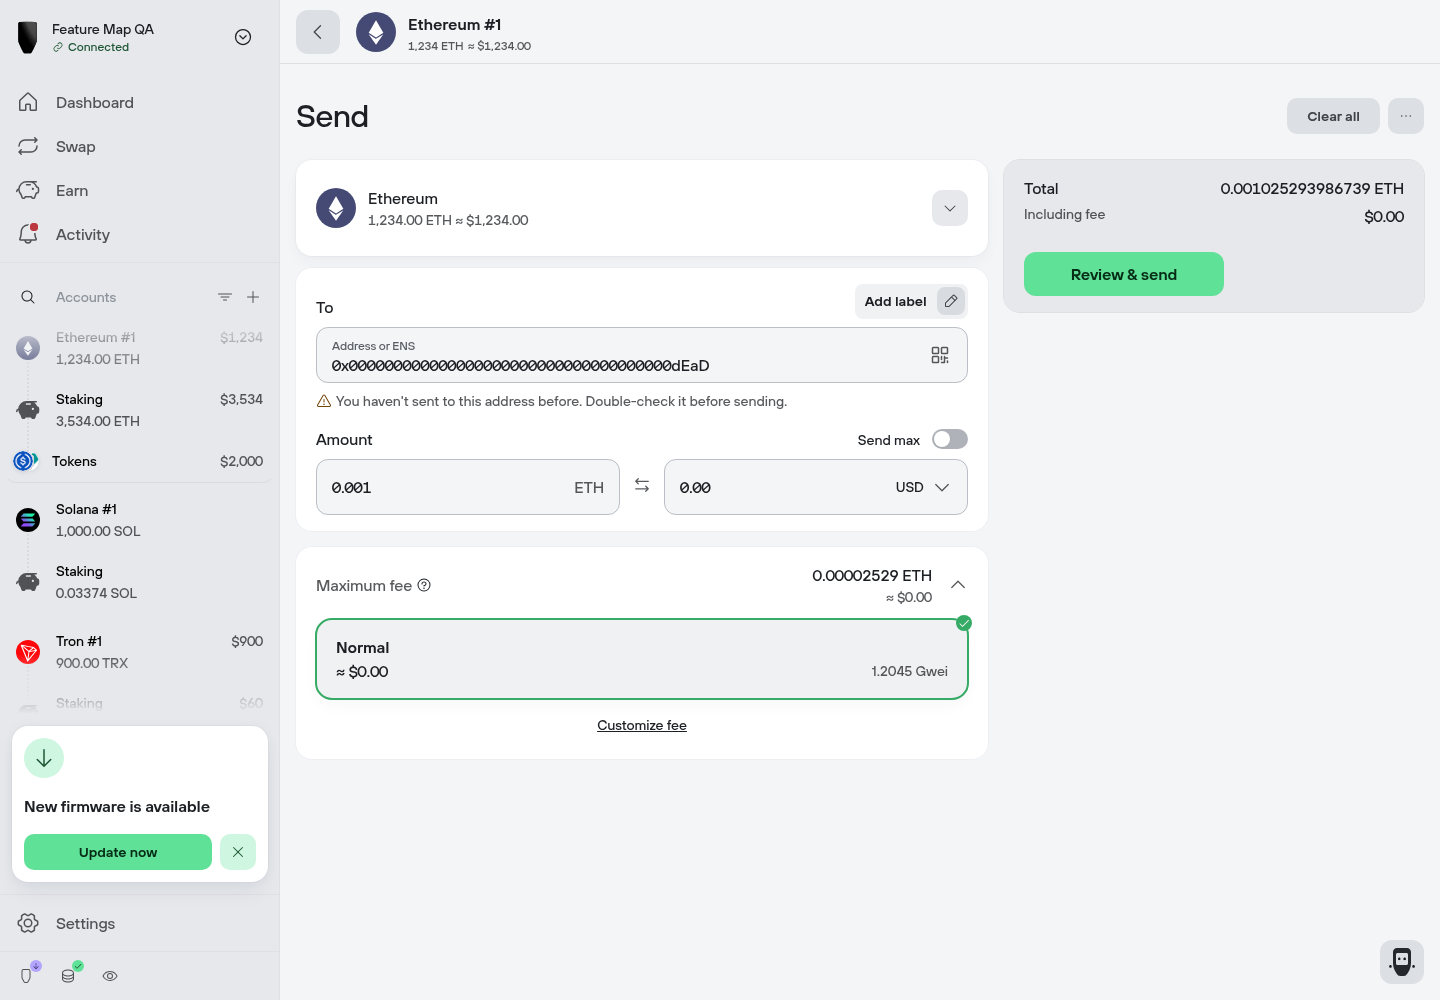 Feature Map QA
Connected
Dashboard
Swap
Earn
Activity
Accounts
Ethereum #1 $1,234
1,234.00 ETH
Staking $3,534
3,534.00 ETH
Tokens $2,000
Solana #1
1,000.00 SOL
Staking
0.03374 SOL
Tron #1 $900
900.00 TRX
Staking $60
New firmware is available
Update now
Settings
Ethereum #1
1,234 ETH ≈ $1,234.00
Send
Clear all
Ethereum
1,234.00 ETH ≈ $1,234.00
To
Add label
Address or ENS
0x000000000000000000000000000000000000dEaD
You haven't sent to this address before. Double-check it before sending.
Amount
Send max
0.001 ETH
0.00 USD
Maximum fee
0.00002529 ETH
≈ $0.00
Normal
≈ $0.00
1.2045 Gwei
Customize fee
Total 0.001025293986739 ETH
Including fee $0.00
Review & send